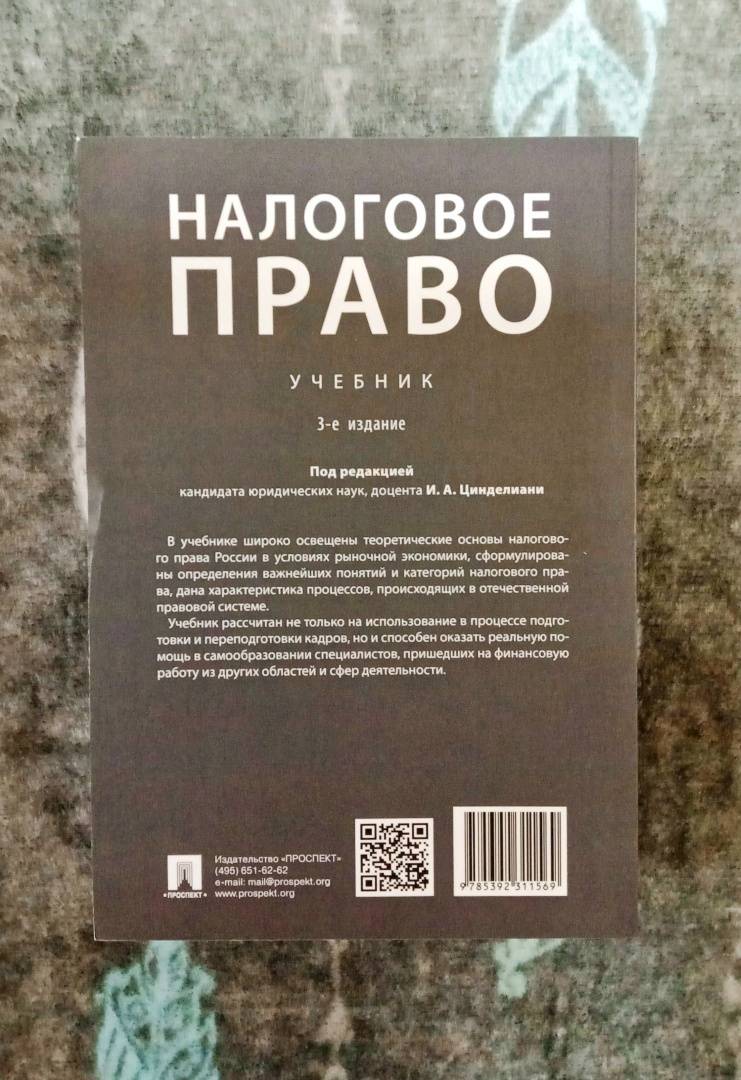 НАЛОГОВОЕ
ПРАВО
УЧЕБНИК
3-е издание
Под редакцией
кандидата юридических наук, доцента И. А. Цинделиани
В учебнике широко освещены теоретические основы налогово-
го права России в условиях рыночной экономики, сформулирова-
ны определения важнейших понятий и категорий налогового пра-
ва, дана характеристика процессов, происходящих в отечественной
правовой системе.
Учебник рассчитан не только на использование в процессе подго-
товки и переподготовки кадров, но и способен оказать реальную по-
мощь в самообразовании специалистов, пришедших на финансовую
работу из других областей и сфер деятельности.
Издательство «ПРОСПЕКТ»
(495) 651-62-62
e-mail: mail@prospekt.org
www.prospekt.org
«ПРОСПЕКТ»
9 785392 311569